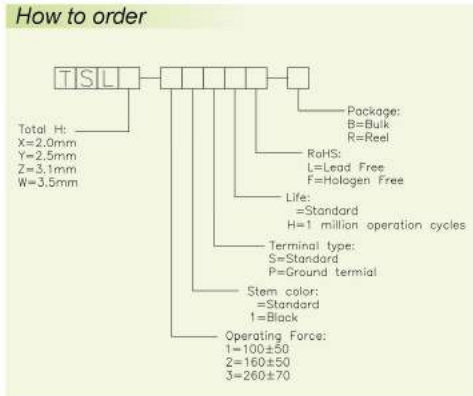 How to order
TSL
Package:
B=Bulk
R=Reel
Total H:
X=2.0mm
Y=2.5mm
Z=3.1mm
W=3.5mm
RoHS:
L=Lead Free
F=Hologen Free
Life:
=Standard
H=1 million operation cycles
Terminal type:
S=Standard
P=Ground termial
Stem color:
=Standard
1=Black
Operating Force:
1=100±50
2=160±50
3=260±70